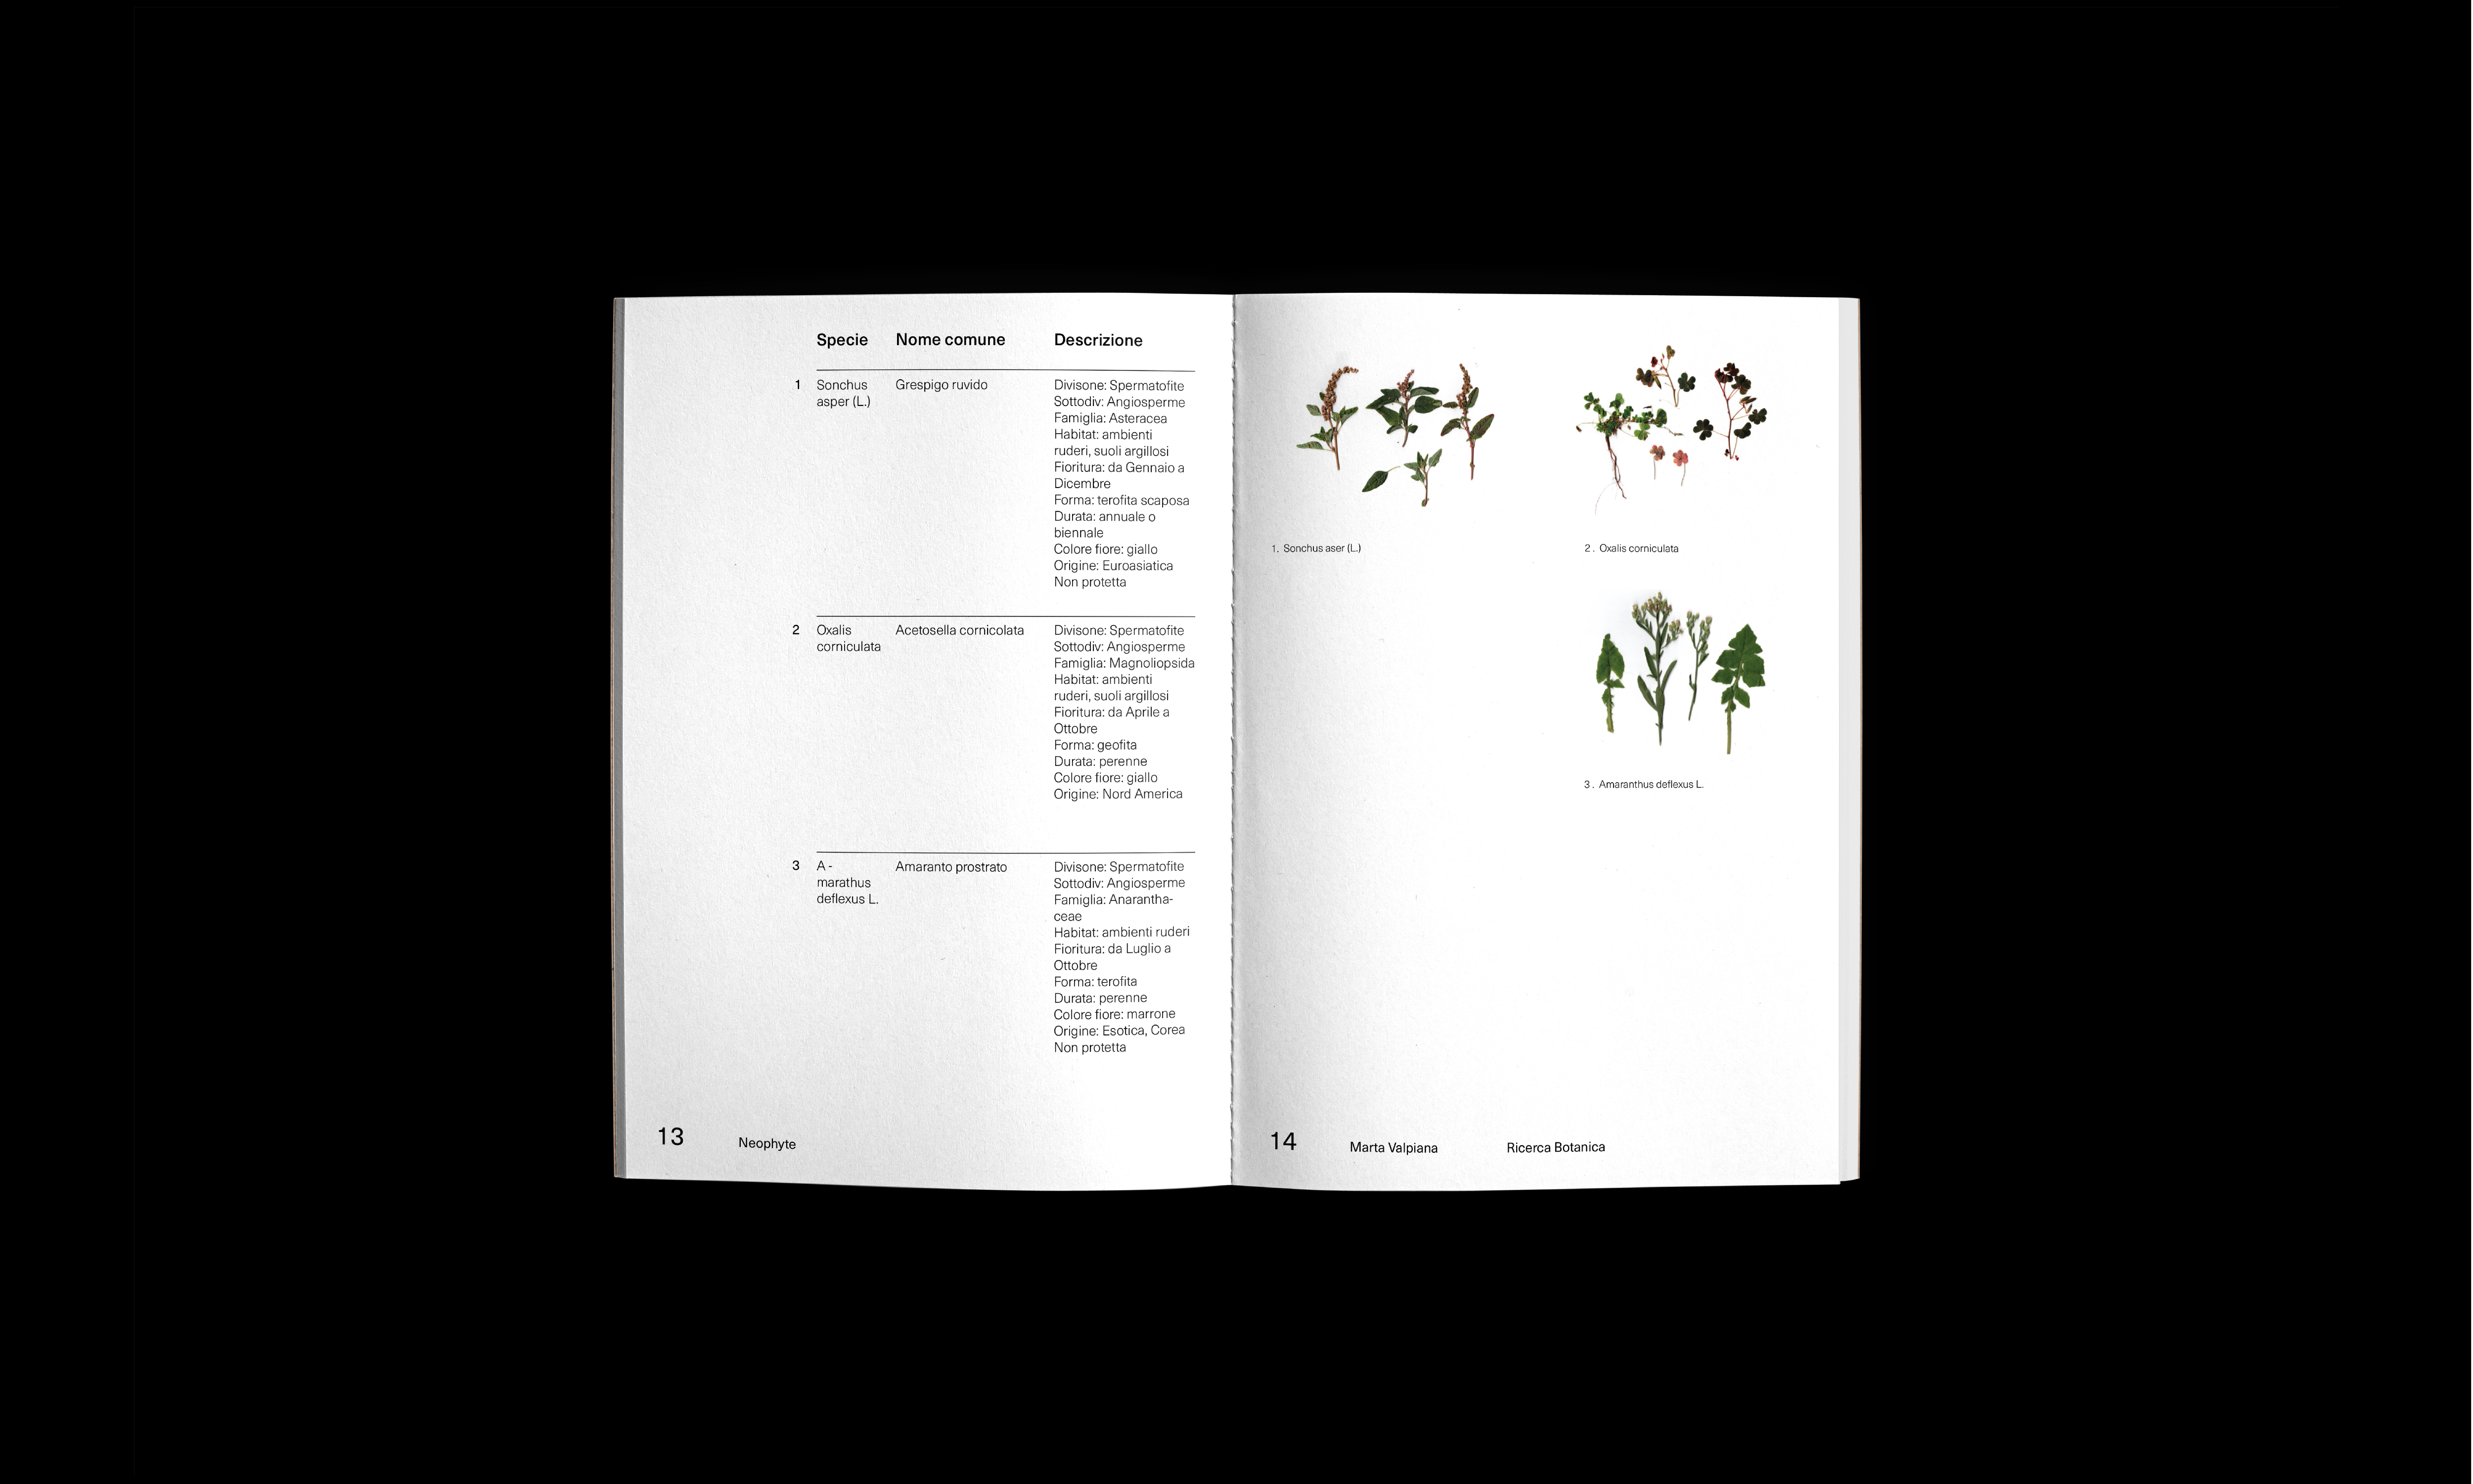 Specie Nome comune Descrizione
1 Sonchus asper (L.)
Grespigo ruvido
Divisone: Spermatofite
Sottodiv: Angiosperme
Famiglia: Asteracea
Habitat: ambienti
ruderi, suoli argillosi
Fioritura: da Gennaio a
Dicembre
Forma: terofita scaposa
Durata: annuale o
biennale
Colore fiore: giallo
Origine: Euroasiatica
Non protetta
2 Oxalis
corniculata
Acetosella cornicolata
Divisone: Spermatofite
Sottodiv: Angiosperme
Famiglia: Magnoliopsida
Habitat: ambienti
ruderi, suoli argillosi
Fioritura: da Aprile a
Ottobre
Forma: geofita
Durata: perenne
Colore fiore: giallo
Origine: Nord America
3 A -
marathus
deflexus L.
Amaranto prostrato
Divisone: Spermatofite
Sottodiv: Angiosperme
Famiglia: Anarantha-
ceae
Habitat: ambienti ruderi
Fioritura: da Luglio a
Ottobre
Forma: terofita
Durata: perenne
Colore fiore: marrone
Origine: Esotica, Corea
Non protetta
13 Neophyte
1. Sonchus aser (L.)
2. Oxalis corniculata
3. Amaranthus deflexus L.
14 Marta Valpiana Ricerca Botanica